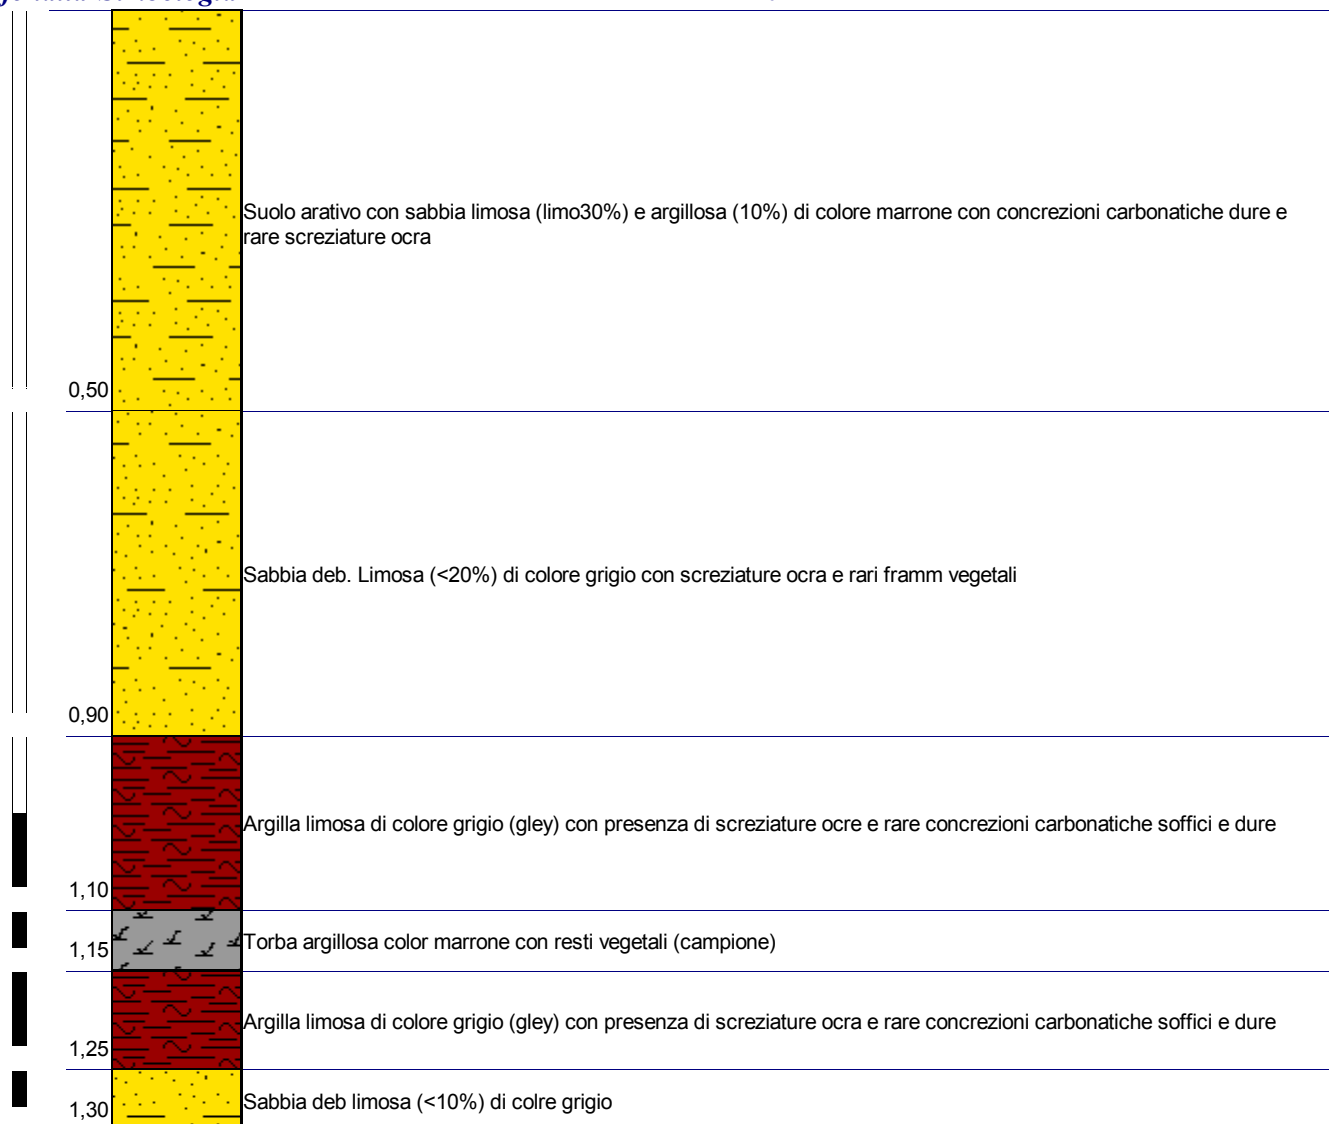 Suolo arativo con sabbia limosa (limo30%) e argillosa (10%) di colore marrone con concrezioni carbonatiche dure e
rare screziature ocra
0,50
Sabbia deb. Limosa (<20%) di colore grigio con screziature ocra e rari framm vegetali
0,90
Argilla limosa di colore grigio (gley) con presenza di screziature ocre e rare concrezioni carbonatiche soffici e dure
1,10
Torba argillosa color marrone con resti vegetali (campione)
1,15
Argilla limosa di colore grigio (gley) con presenza di screziature ocra e rare concrezioni carbonatiche soffici e dure
1,25
Sabbia deb limosa (<10%) di colre grigio
1,30